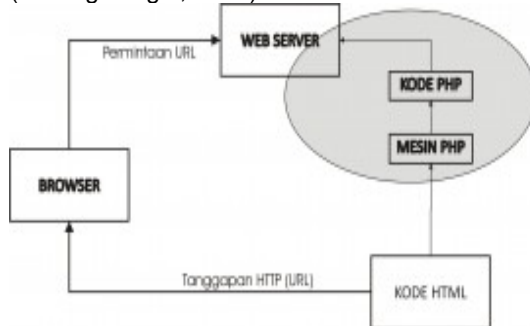 WEB SERVER
Permintaan URL
KODE PHP
MESIN PHP
BROWSER
Tanggapan HTTP (URL)
KODE HTML